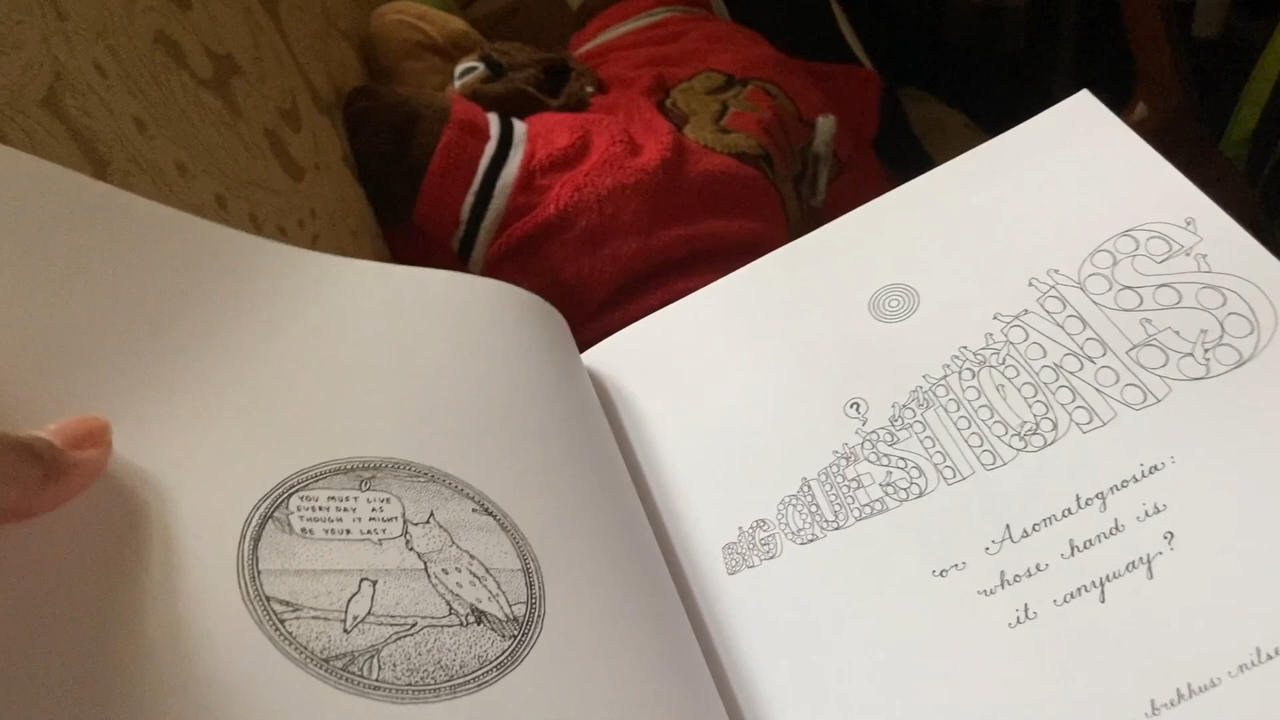 YOU MUST LIVE
EVERY DAY AS
THOUGH IT MIGHT
BE YOUR LAST.
?
BIG QUESTIONS
or Asomatognosia:
whose hand is
it anyway?
brekhus nilse